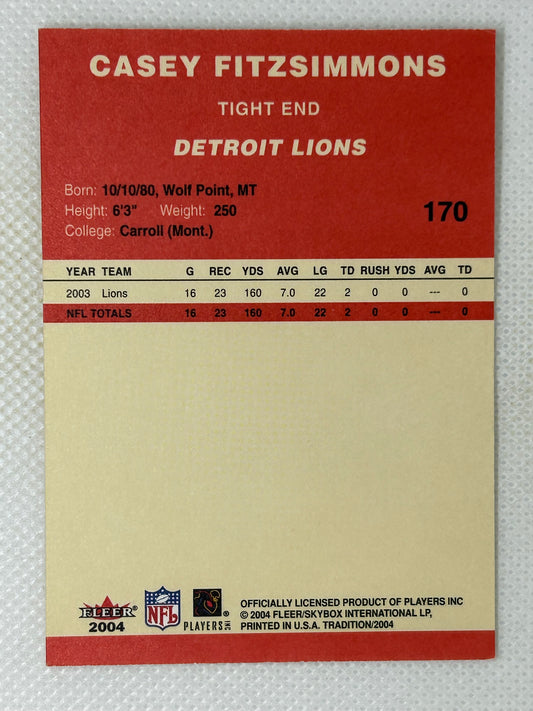 CASEY FITZSIMMONS
TIGHT END
DETROIT LIONS
Born: 10/10/80, Wolf Point, MT
Height: 6'3" Weight: 250
170
College: Carroll (Mont.)
YEAR TEAM G REC YDS AVG LG TD RUSH YDS AVG TD
2003 Lions 16 23 160 7.0 22 2 0 0 --- 0
NFL TOTALS 16 23 160 7.0 22 2 0 0 --- 0
FLEER
2004
NFL
PLAYERS INC
OFFICIALLY LICENSED PRODUCT OF PLAYERS INC
© 2004 FLEER/SKYBOX INTERNATIONAL LP,
PRINTED IN U.S.A. TRADITION/2004